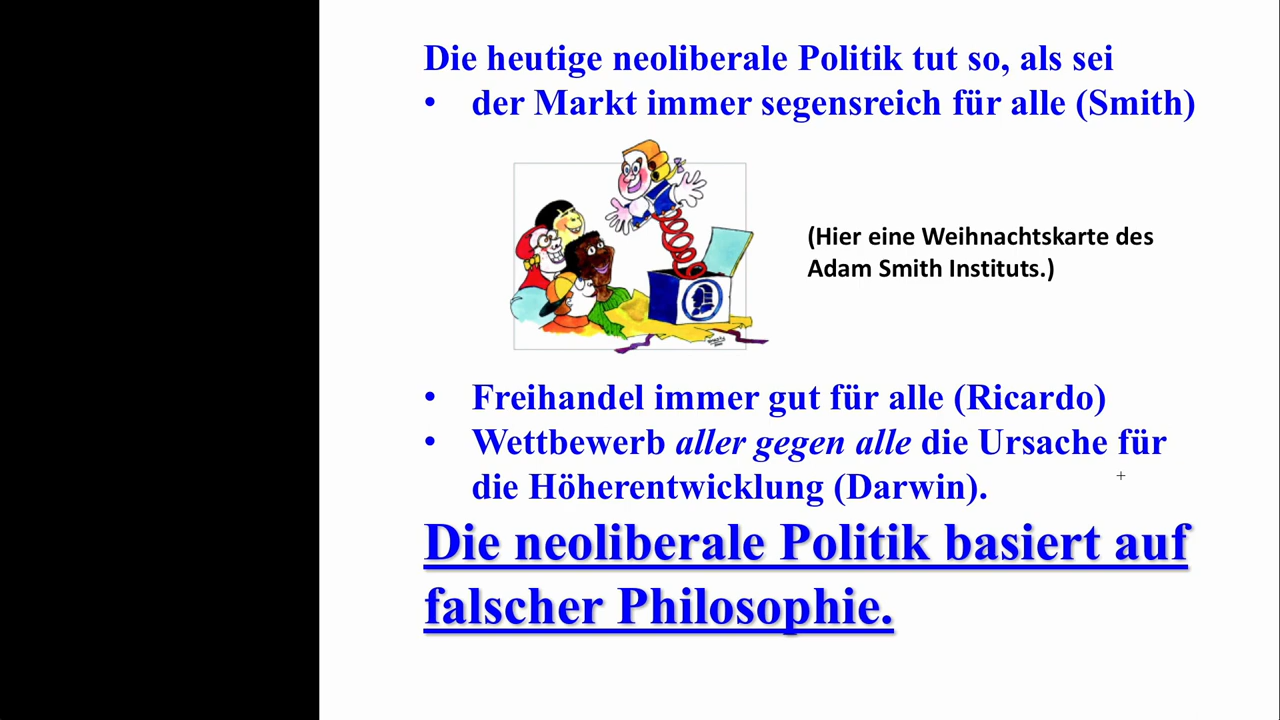 Die heutige neoliberale Politik tut so, als sei
• der Markt immer segensreich für alle (Smith)
(Hier eine Weihnachtskarte des
Adam Smith Instituts.)
• Freihandel immer gut für alle (Ricardo)
• Wettbewerb aller gegen alle die Ursache für
die Höherentwicklung (Darwin).
Die neoliberale Politik basiert auf
falscher Philosophie.